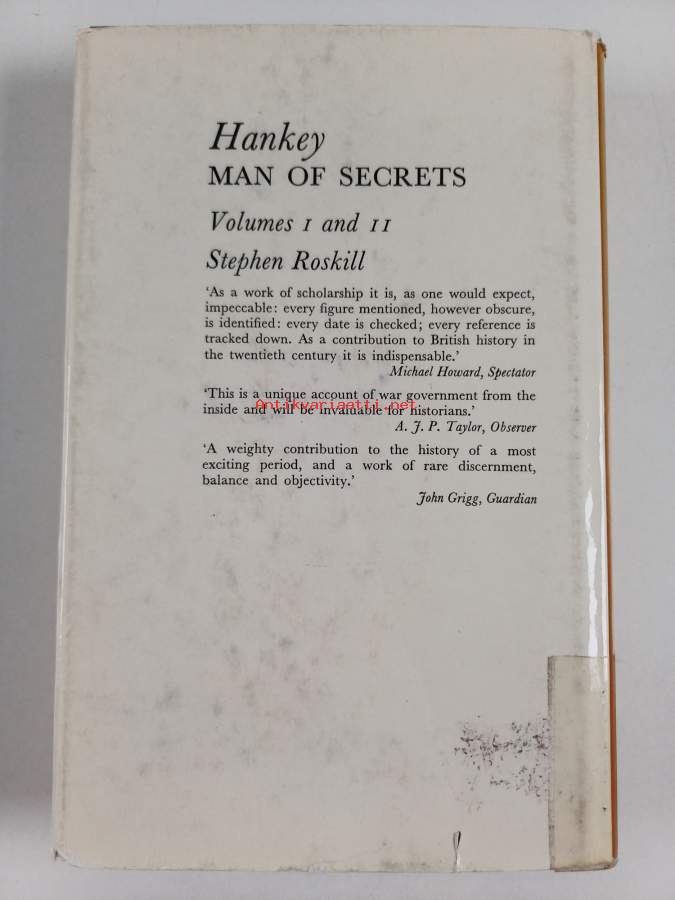 Hankey
MAN OF SECRETS
Volumes I and II
Stephen Roskill
‘As a work of scholarship it is, as one would expect,
impeccable: every figure mentioned, however obscure,
is identified: every date is checked; every reference is
tracked down. As a contribution to British history in
the twentieth century it is indispensable.’
Michael Howard, Spectator
‘This is a unique account of war government from the
Antikvariaatti.net
inside and will be invaluable for historians.’
A. J. P. Taylor, Observer
‘A weighty contribution to the history of a most
exciting period, and a work of rare discernment,
balance and objectivity.’
John Grigg, Guardian